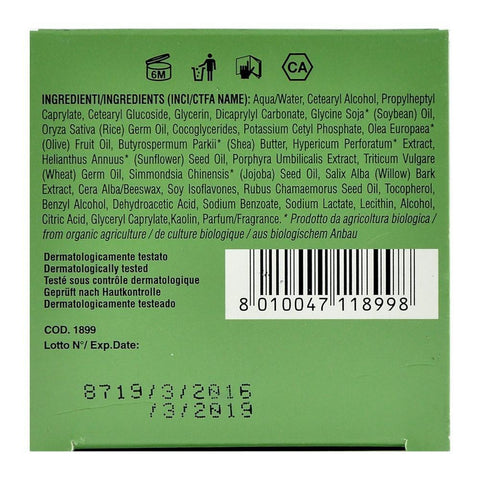 6M
CA
INGREDIENTI/INGREDIENTS (INCI/CTFA NAME): Aqua/Water, Cetearyl Alcohol, Propylheptyl
Caprylate, Cetearyl Glucoside, Glycerin, Dicaprylyl Carbonate, Glycine Soja* (Soybean) Oil,
Oryza Sativa (Rice) Germ Oil, Cocoglycerides, Potassium Cetyl Phosphate, Olea Europaea*
(Olive) Fruit Oil, Butyrospermum Parkii* (Shea) Butter, Hypericum Perforatum* Extract,
Helianthus Annuus* (Sunflower) Seed Oil, Porphyra Umbilicalis Extract, Triticum Vulgare
(Wheat) Germ Oil, Simmondsia Chinensis* (Jojoba) Seed Oil, Salix Alba (Willow) Bark
Extract, Cera Alba/Beeswax, Soy Isoflavones, Rubus Chamaemorus Seed Oil, Tocopherol,
Benzyl Alcohol, Dehydroacetic Acid, Sodium Benzoate, Sodium Lactate, Lecithin, Alcohol,
Citric Acid, Glyceryl Caprylate,Kaolin, Parfum/Fragrance.* Prodotto da agricoltura biologica /
from organic agriculture / de culture biologique / aus biologischem Anbau
Dermatologicamente testato
Dermatologically tested
Testé sous contrôle dermatologique
Geprüft nach Hautkontrolle
Dermatologicamente testeado
8 010047 118998
COD. 1899
Lotto N°/ Exp.Date:
8719/3/2016
/3/2019